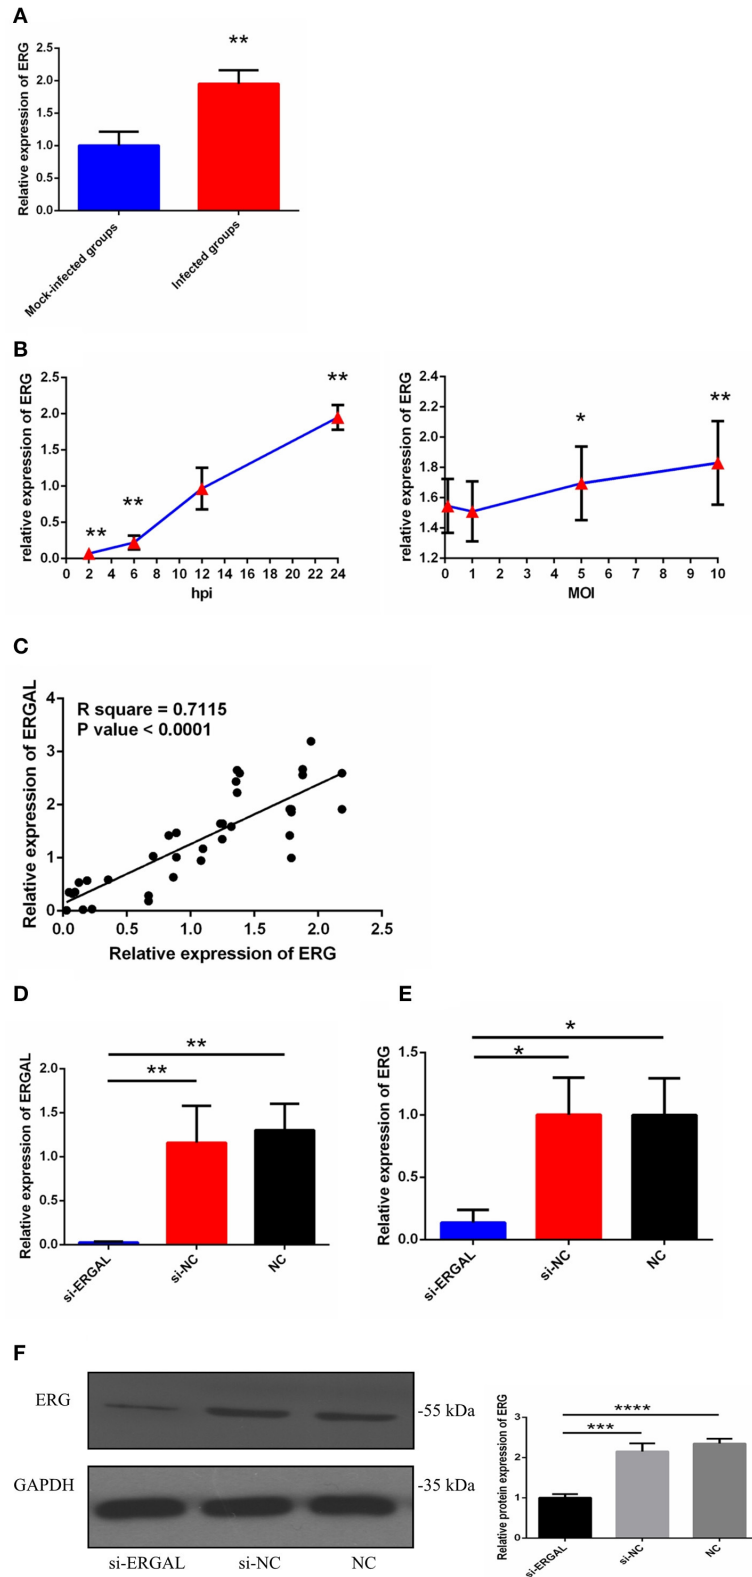 A
Relative expression of ERG
2.5
2.0
1.5
1.0
0.5
0.0
**
Mock-infected groups
Infected groups
B
relative expression of ERG
2.5
2.0
1.5
1.0
0.5
0.0
**
**
**
0 2 4 6 8 10 12 14 16 18 20 22 24
hpi
relative expression of ERG
2.4
2.2
2.0
1.8
1.6
1.4
1.2
*
**
0 1 2 3 4 5 6 7 8 9 10
MOI
C
Relative expression of ERGAL
4
3
2
1
0
R square = 0.7115
P value < 0.0001
0.0 0.5 1.0 1.5 2.0 2.5
Relative expression of ERG
D
Relative expression of ERGAL
2.0
1.5
1.0
0.5
0.0
**
**
si-ERGAL
si-NC
NC
E
Relative expression of ERG
1.5
1.0
0.5
0.0
*
*
si-ERGAL
si-NC
NC
F
ERG
-55 kDa
GAPDH
-35 kDa
si-ERGAL si-NC NC
Relative protein expression of ERG
3
2
1
0
****
***
si-ERGAL
si-NC
NC